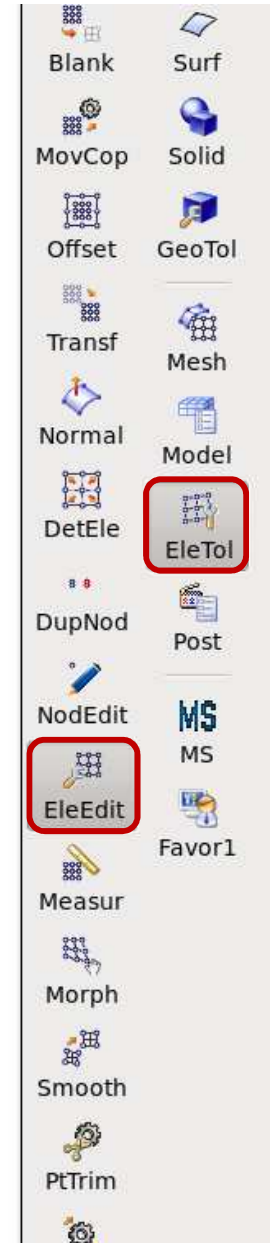 Blank
MovCop
Offset
Transf
Normal
DetEle
DupNod
NodEdit
EleEdit
Measur
Morph
Smooth
PtTrim
Surf
Solid
GeoTol
Mesh
Model
EleTol
Post
MS
MS
Favor1